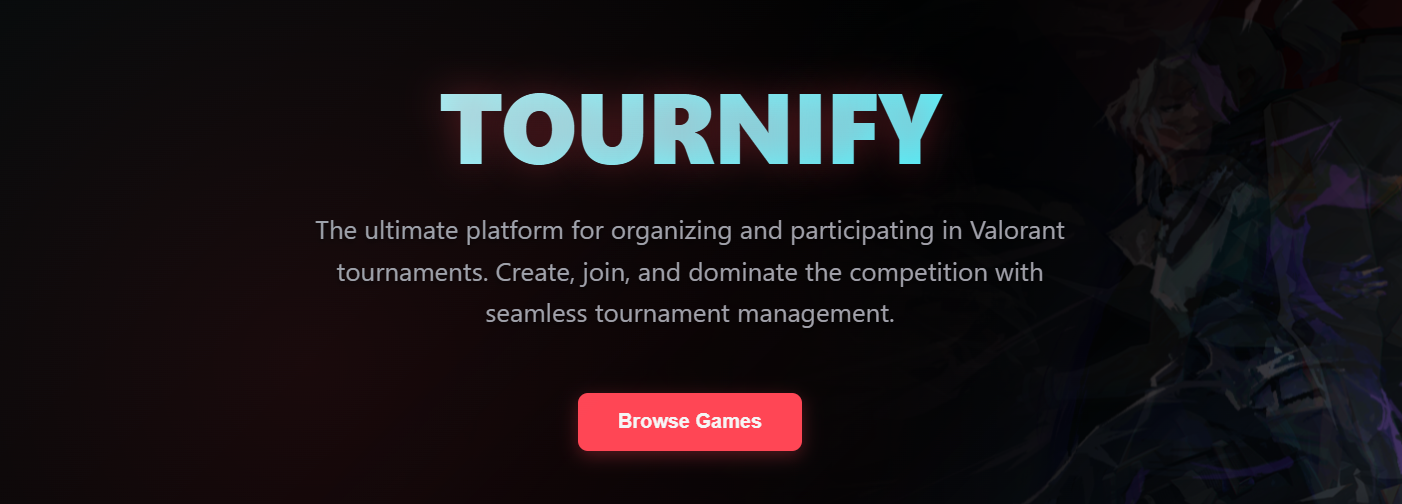 TOURNIFY
The ultimate platform for organizing and participating in Valorant
tournaments. Create, join, and dominate the competition with
seamless tournament management.
Browse Games